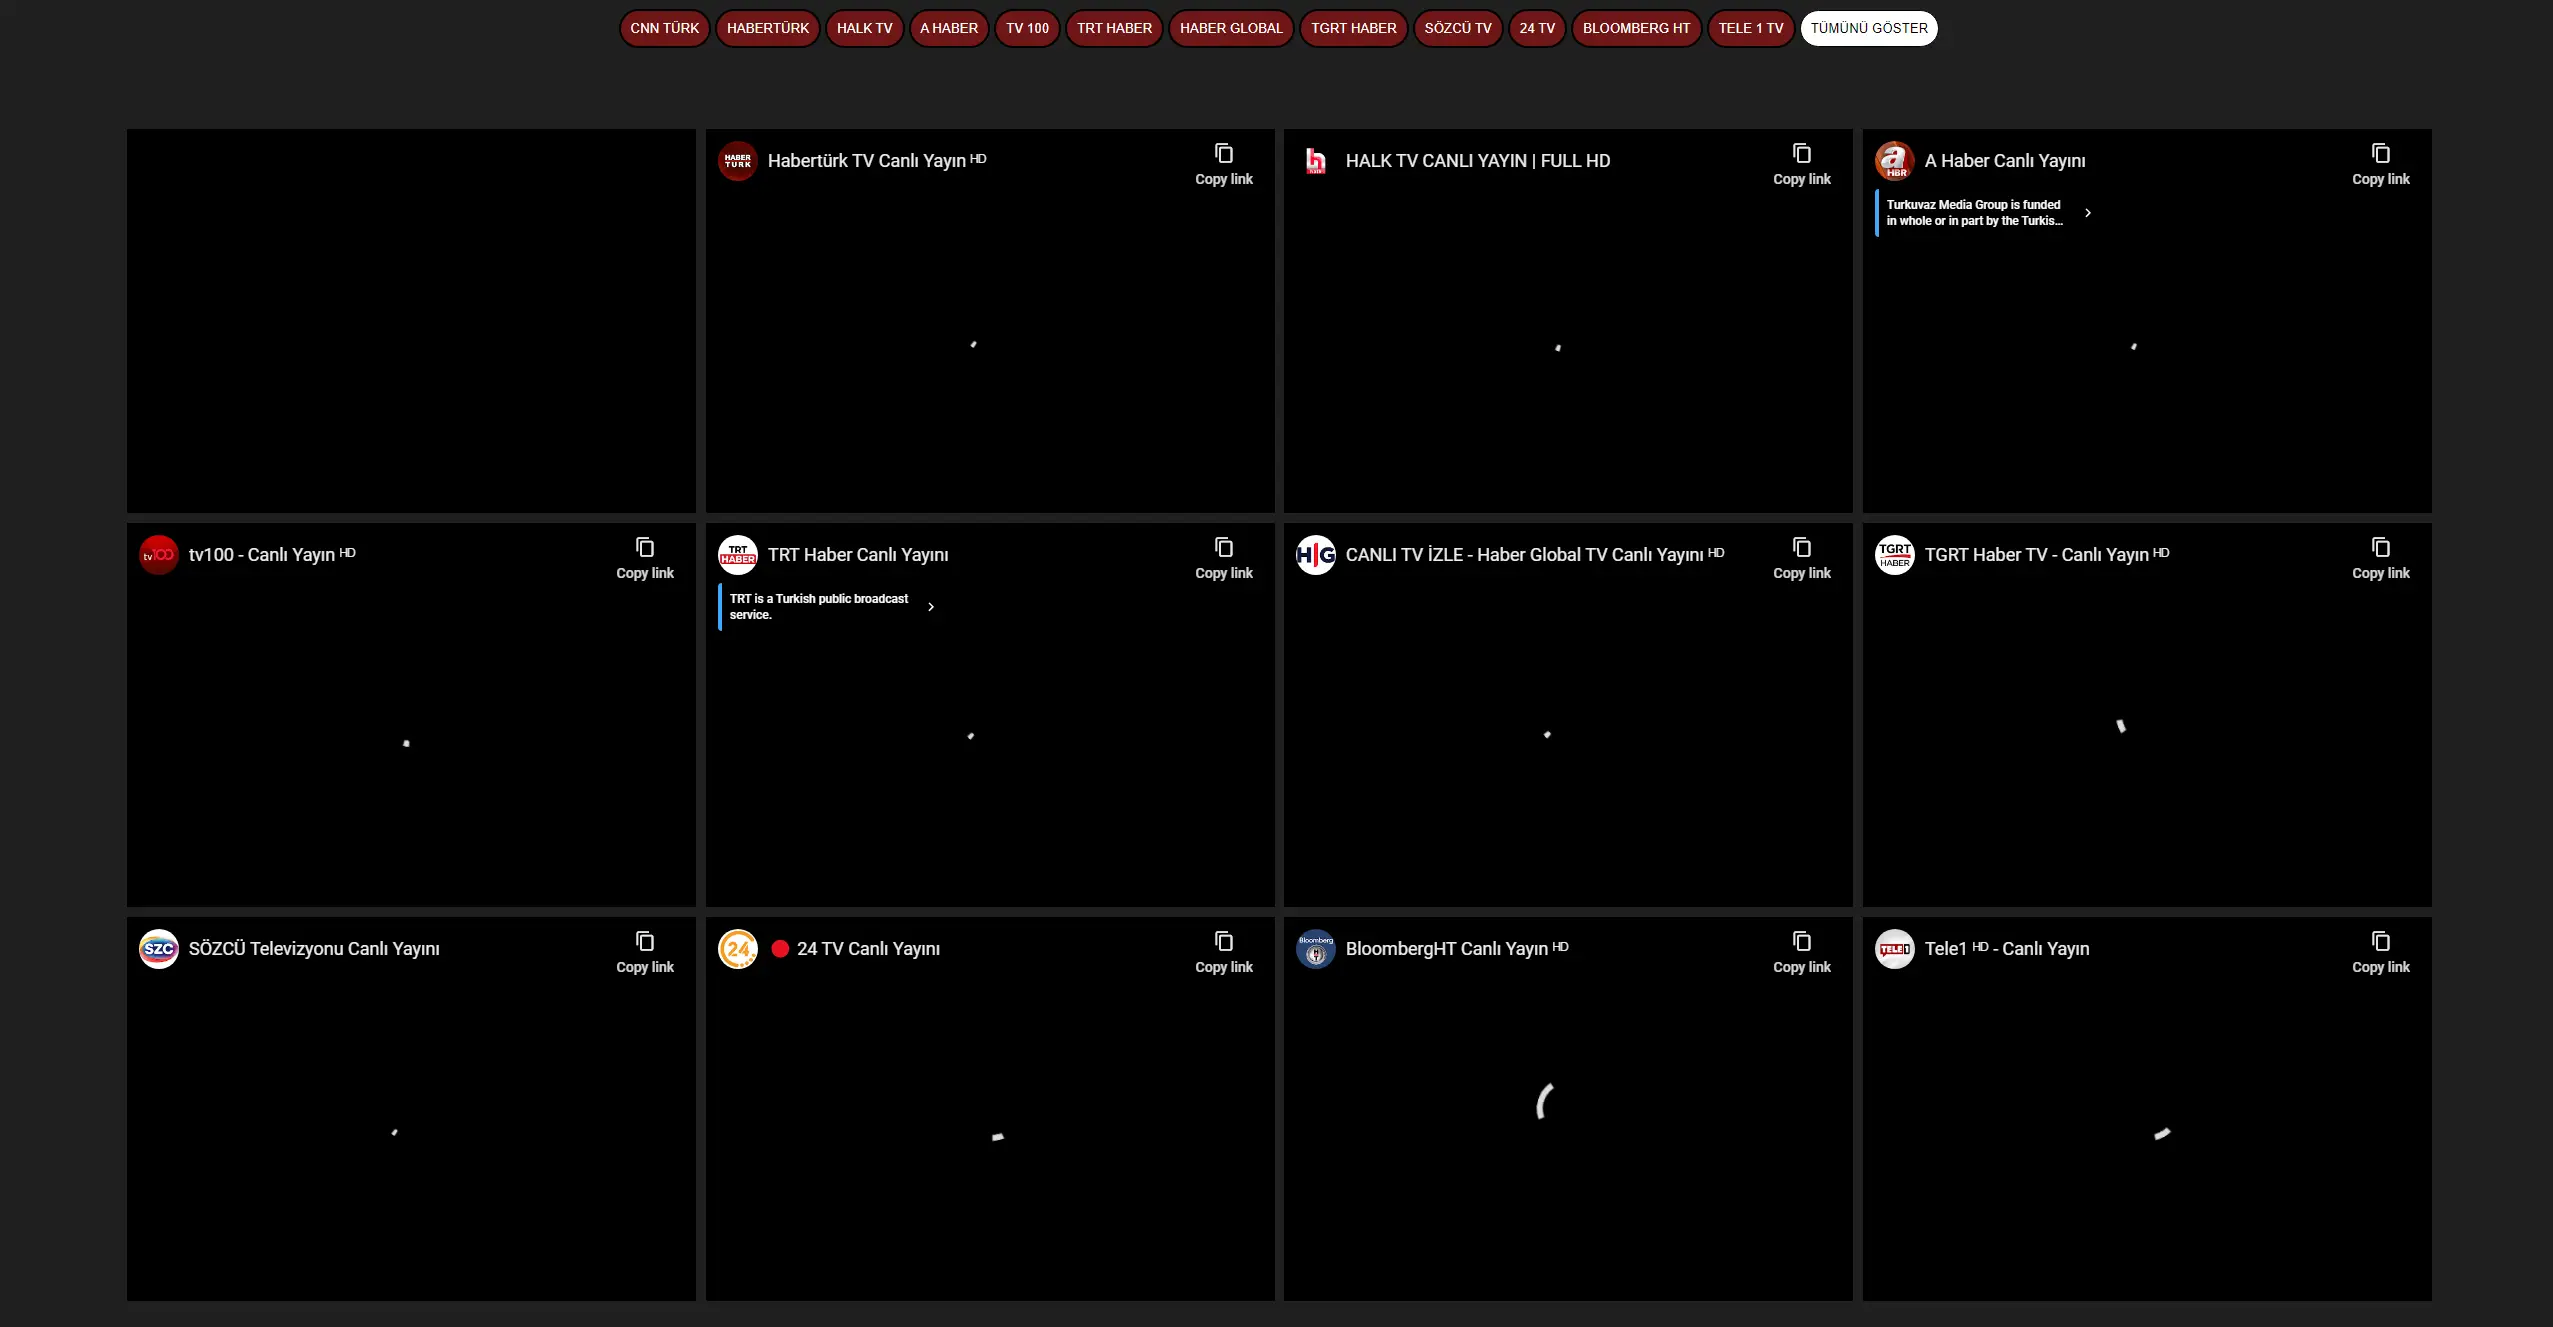 CNN TÜRK
HABERTÜRK
HALK TV
A HABER
TV 100
TRT HABER
HABER GLOBAL
TGRT HABER
SÖZCÜ TV
24 TV
BLOOMBERG HT
TELE 1 TV
TÜMÜNÜ GÖSTER
HABER
TÜRK
Habertürk TV Canlı Yayın HD
Copy link
HALK TV CANLI YAYIN | FULL HD
Copy link
a
HBR
A Haber Canlı Yayını
Copy link
Turkuvaz Media Group is funded
in whole or in part by the Turkis...
tv100
tv100 - Canlı Yayın HD
Copy link
TRT
HABER
TRT Haber Canlı Yayını
Copy link
TRT is a Turkish public broadcast
service.
H|G
CANLI TV İZLE - Haber Global TV Canlı Yayını HD
Copy link
TGRT
HABER
TGRT Haber TV - Canlı Yayın HD
Copy link
SZC
SÖZCÜ Televizyonu Canlı Yayını
Copy link
24
24 TV Canlı Yayını
Copy link
Bloomberg
BloombergHT Canlı Yayın HD
Copy link
TELE1
Tele1 HD - Canlı Yayın
Copy link